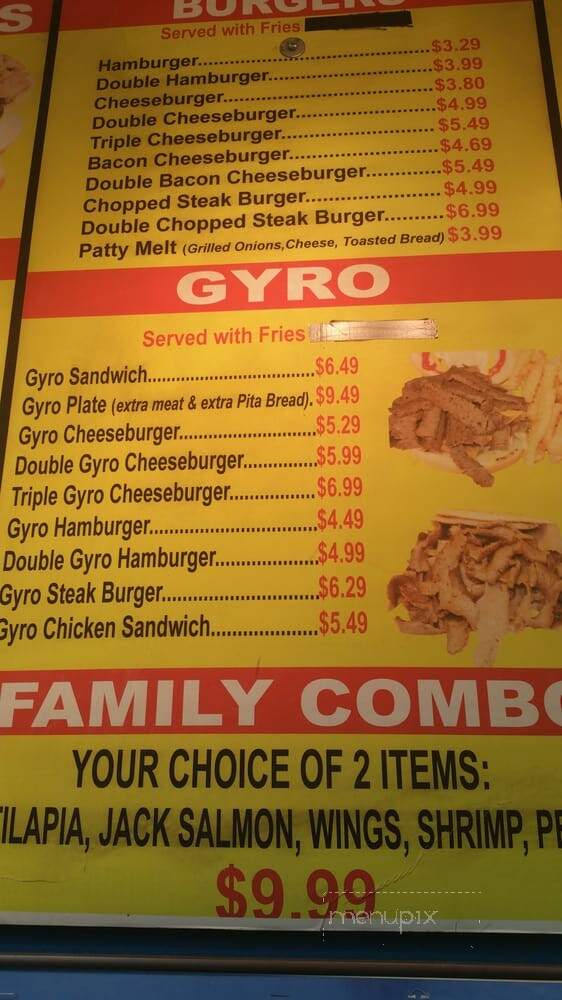 BURGERS
Served with Fries
Hamburger $3.29
Double Hamburger $3.99
Cheeseburger $3.80
Double Cheeseburger $4.99
Triple Cheeseburger $5.49
Bacon Cheeseburger $4.69
Double Bacon Cheeseburger $5.49
Chopped Steak Burger $4.99
Double Chopped Steak Burger $6.99
Patty Melt (Grilled Onions,Cheese, Toasted Bread) $3.99
GYRO
Served with Fries
Gyro Sandwich $6.49
Gyro Plate (extra meat & extra Pita Bread). $9.49
Gyro Cheeseburger $5.29
Double Gyro Cheeseburger $5.99
Triple Gyro Cheeseburger $6.99
Gyro Hamburger $4.49
Double Gyro Hamburger $4.99
Gyro Steak Burger $6.29
Gyro Chicken Sandwich $5.49
FAMILY COMBO
YOUR CHOICE OF 2 ITEMS:
TILAPIA, JACK SALMON, WINGS, SHRIMP, PE
$9.99
menupix